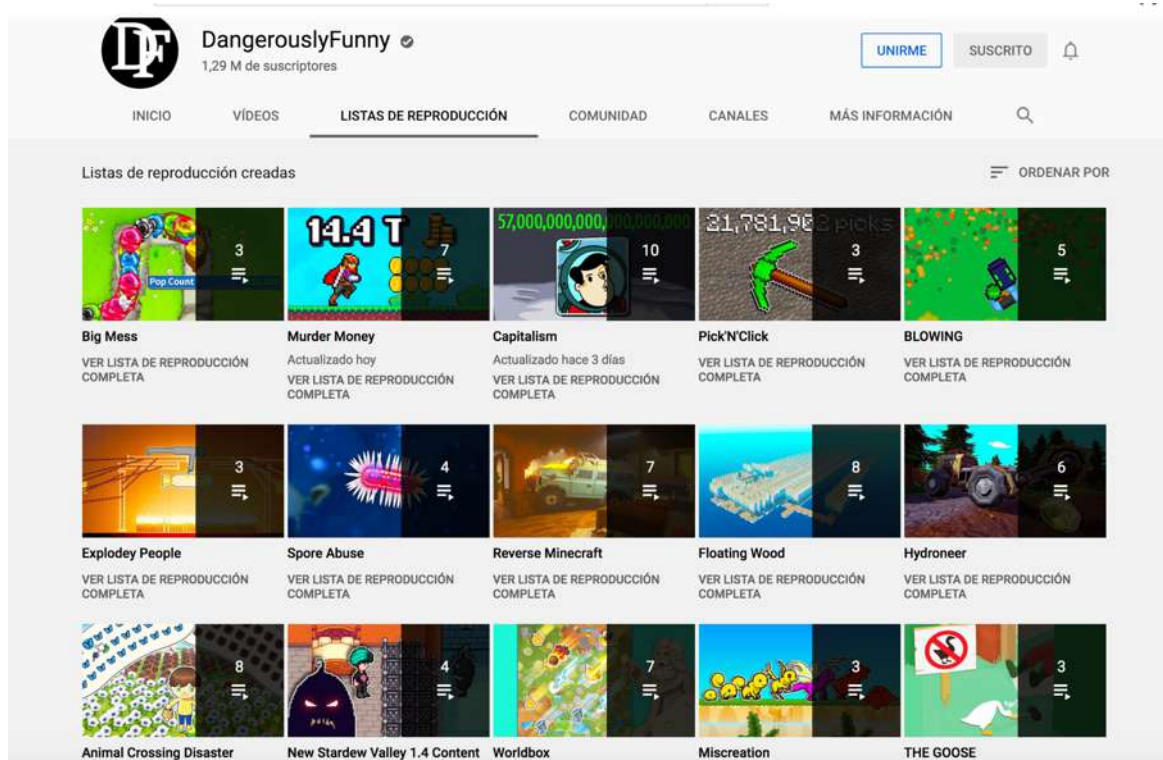 DF
DangerouslyFunny
1,29 M de suscriptores
UNIRME
SUSCRITO
INICIO
VÍDEOS
LISTAS DE REPRODUCCIÓN
COMUNIDAD
CANALES
MÁS INFORMACIÓN
Listas de reproducción creadas
ORDENAR POR
3
Pop Count
14.4 T
7
57,000,000,000,000,000,000
10
21,781,902 picks
3
5
Big Mess
Murder Money
Capitalism
Pick'N'Click
BLOWING
VER LISTA DE REPRODUCCIÓN
COMPLETA
Actualizado hoy
VER LISTA DE REPRODUCCIÓN
COMPLETA
Actualizado hace 3 días
VER LISTA DE REPRODUCCIÓN
COMPLETA
VER LISTA DE REPRODUCCIÓN
COMPLETA
VER LISTA DE REPRODUCCIÓN
COMPLETA
3
4
7
8
6
Explodey People
Spore Abuse
Reverse Minecraft
Floating Wood
Hydroneer
VER LISTA DE REPRODUCCIÓN
COMPLETA
VER LISTA DE REPRODUCCIÓN
COMPLETA
VER LISTA DE REPRODUCCIÓN
COMPLETA
VER LISTA DE REPRODUCCIÓN
COMPLETA
VER LISTA DE REPRODUCCIÓN
COMPLETA
8
4
7
3
3
Animal Crossing Disaster
New Stardew Valley 1.4 Content
Worldbox
Miscreation
THE GOOSE